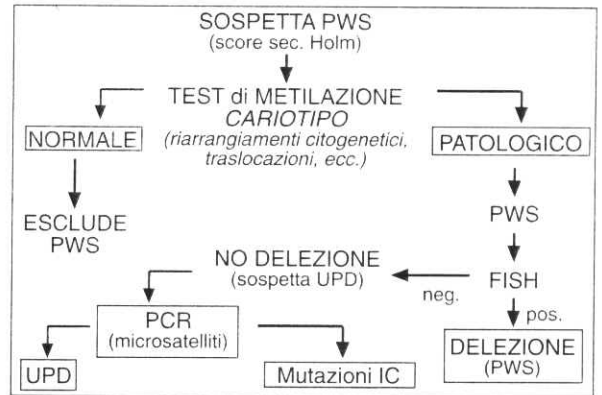 SOSPETTA PWS
(score sec. Holm)
TEST di METILAZIONE
CARIOTIPO
(riarrangiamenti citogenetici,
traslocazioni, ecc.)
NORMALE
PATOLOGICO
ESCLUDE
PWS
PWS
NO DELEZIONE
(sospetta UPD)
neg.
FISH
pos.
PCR
(microsatelliti)
DELEZIONE
(PWS)
UPD
Mutazioni IC